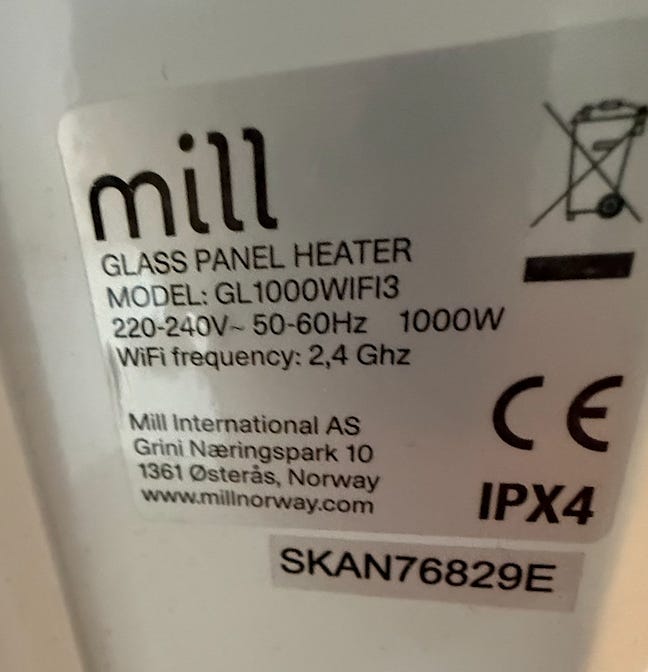 mill
GLASS PANEL HEATER
MODEL: GL1000WIFI3
220-240V~ 50-60Hz 1000W
WiFi frequency: 2,4 Ghz
Mill International AS
Grini Næringspark 10
1361 Østerås, Norway
www.millnorway.com
CE
IPX4
SKAN76829E